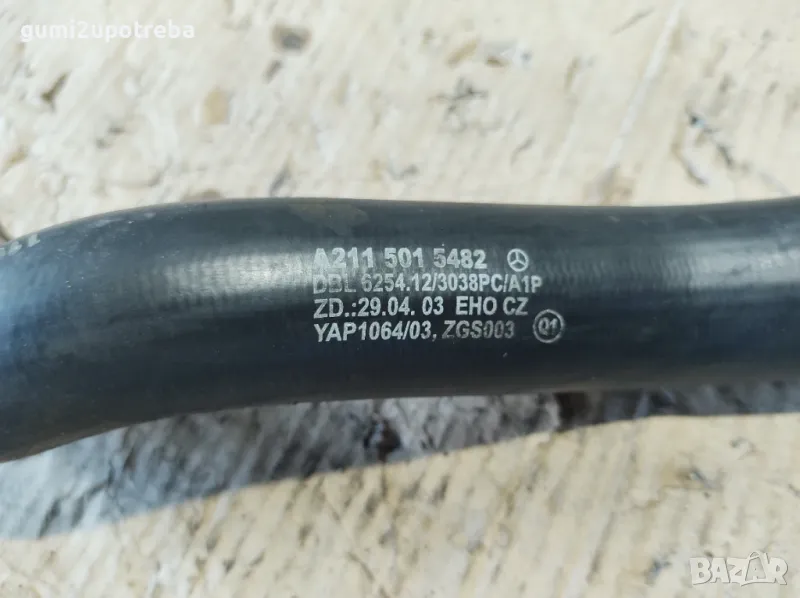 gumi2upotreba
A211 501 5482
DBL 6254.12/3038PC/A1P
ZD.:29.04. 03 EHO CZ
YAP1064/03, ZGS003 Q1
BAZAR